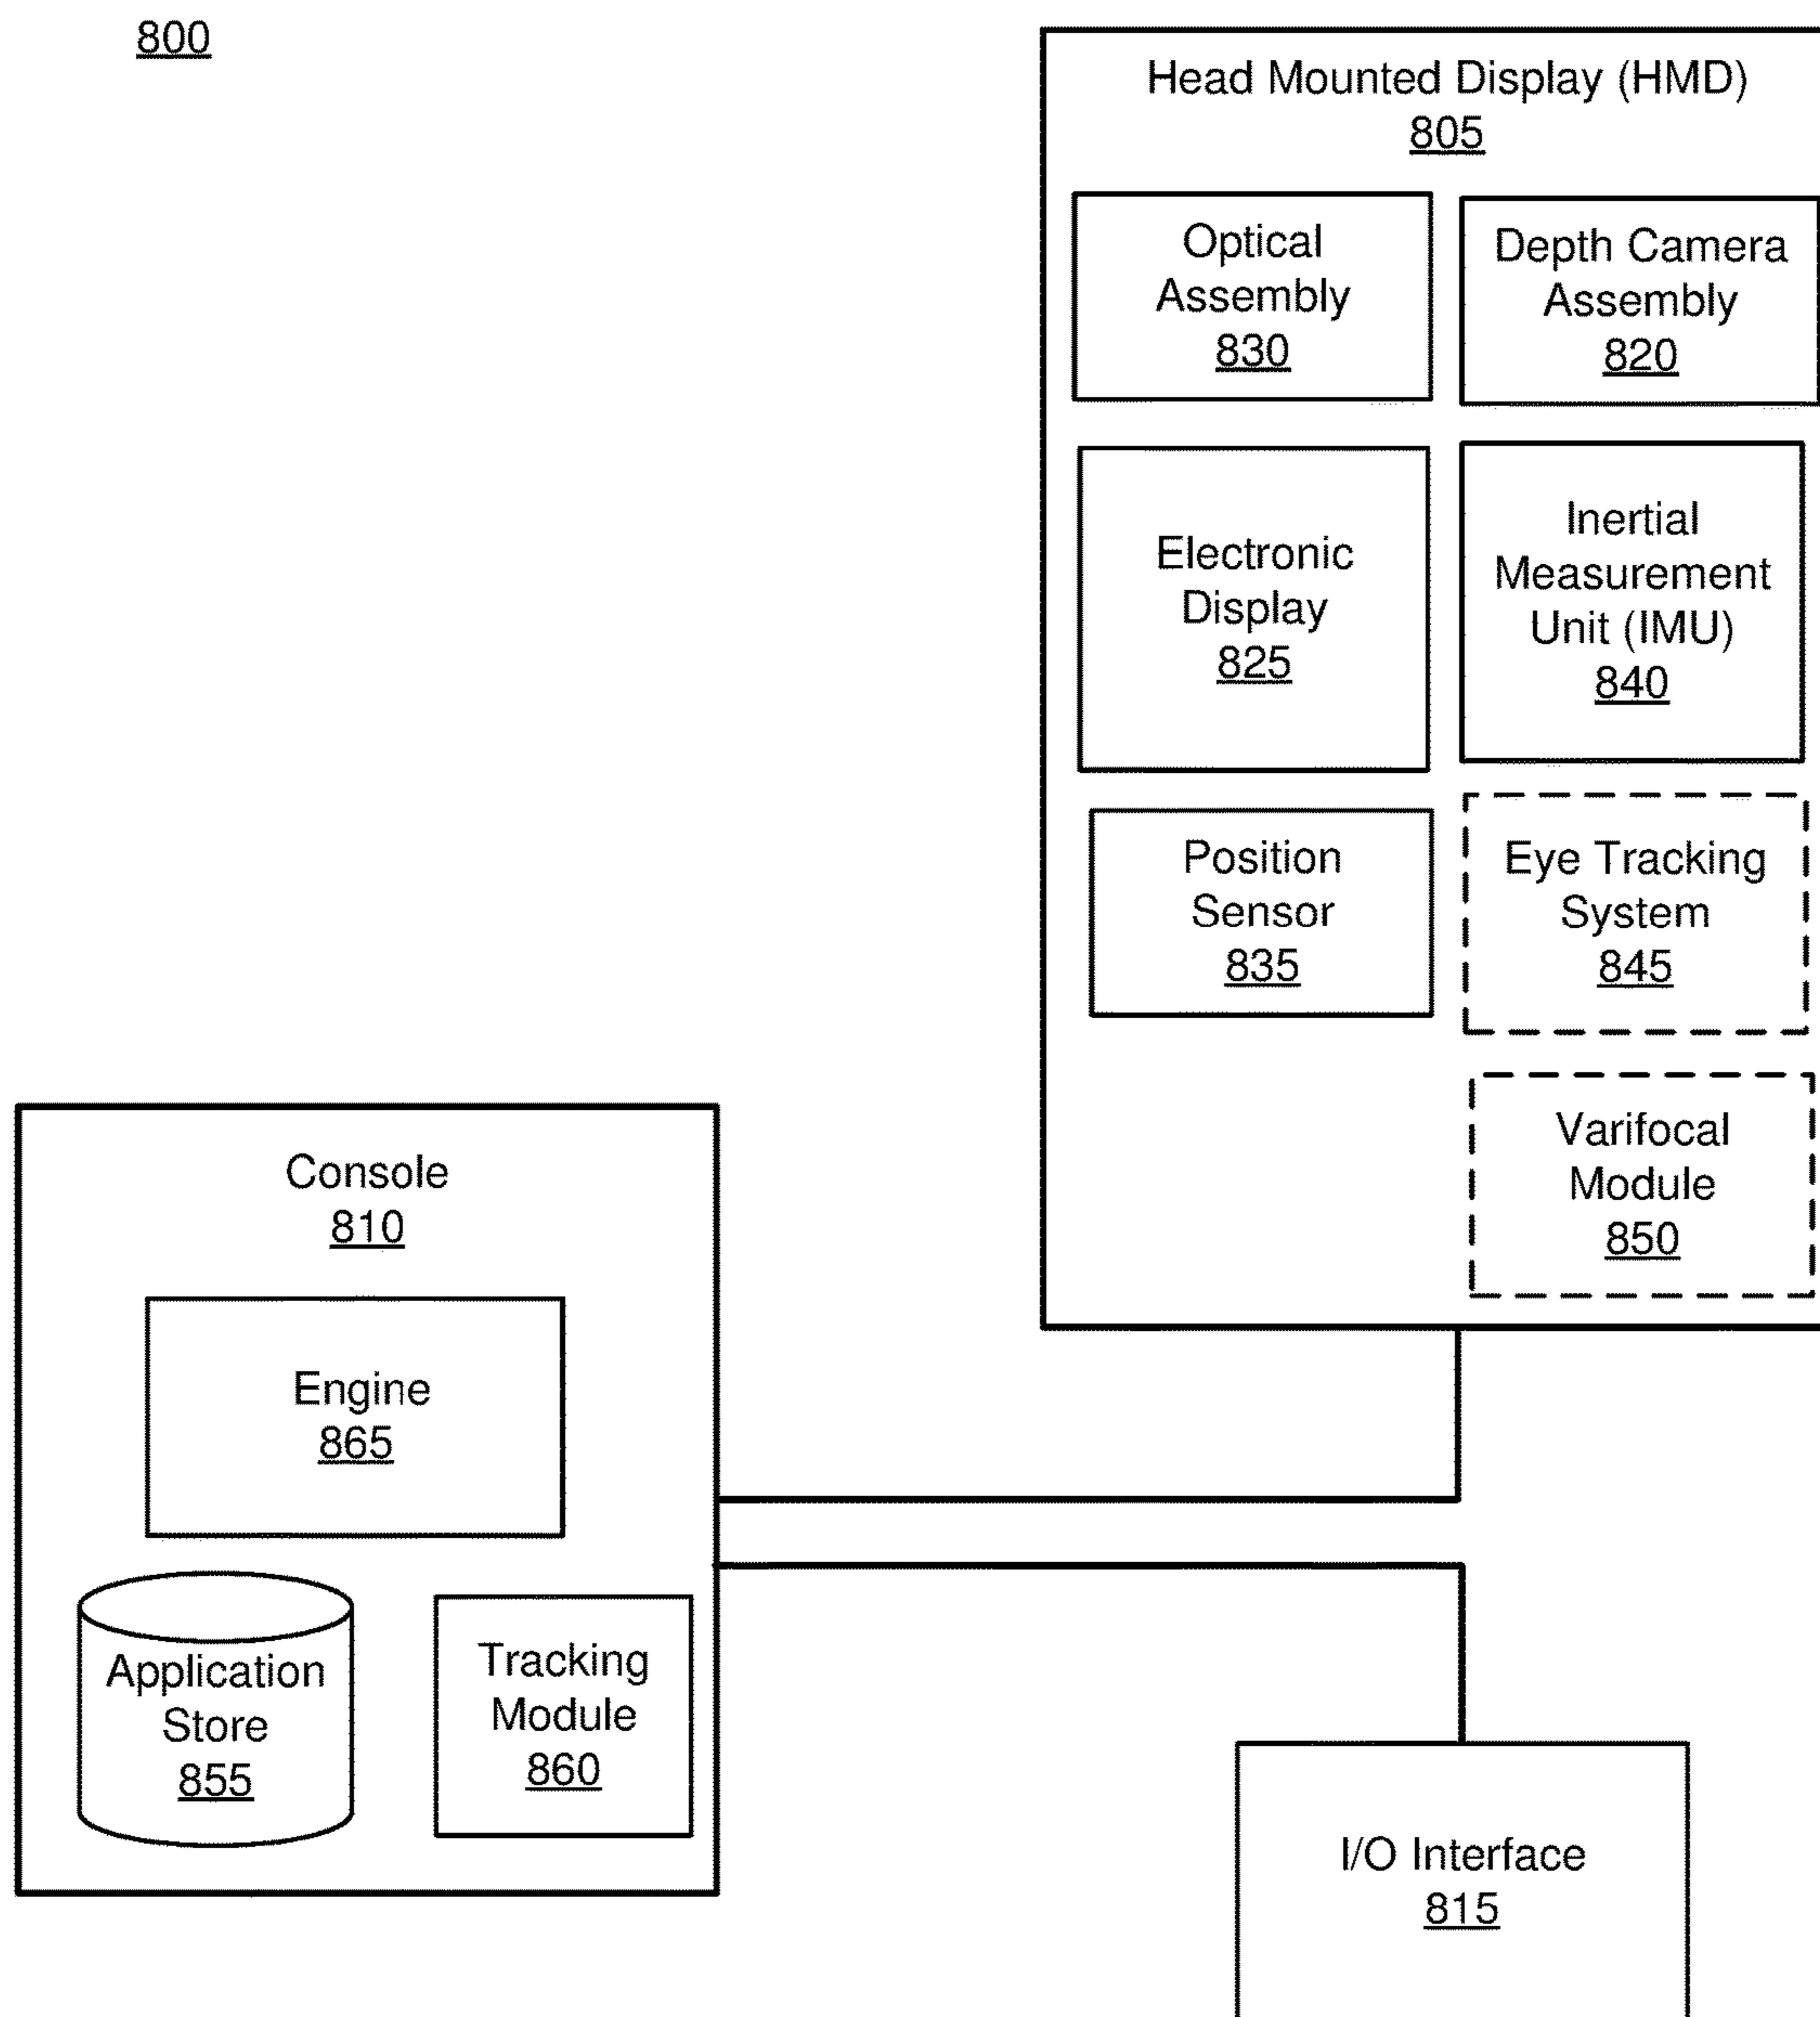 800
Head Mounted Display (HMD)
805
Optical
Assembly
830
Depth Camera
Assembly
820
Electronic
Display
825
Inertial
Measurement
Unit (IMU)
840
Position
Sensor
835
Eye Tracking
System
845
Varifocal
Module
850
Console
810
Engine
865
Application
Store
855
Tracking
Module
860
I/O Interface
815